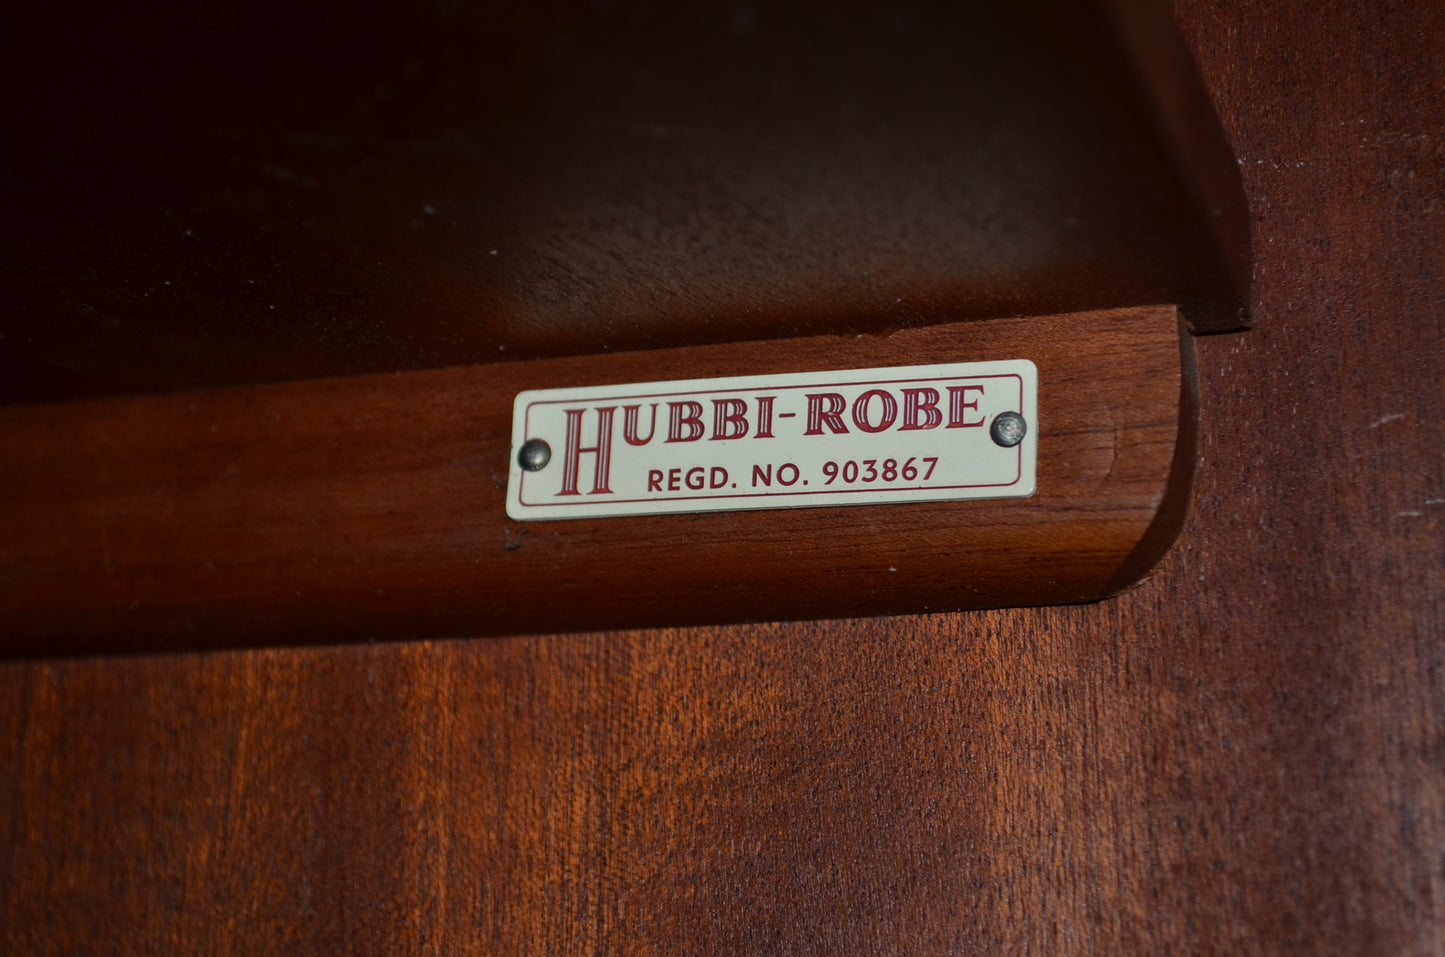 HUBBI-ROBE
REGD. NO. 903867